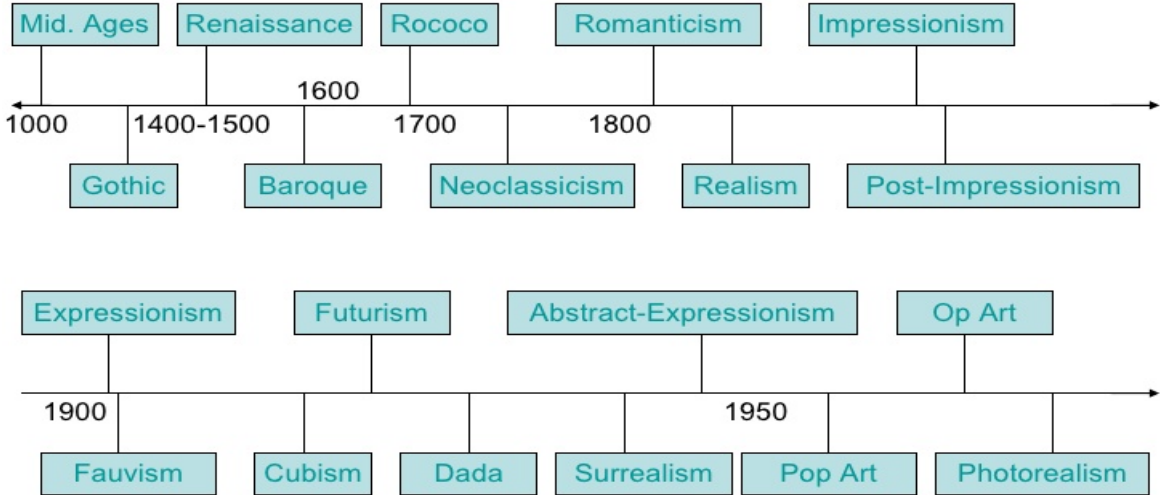 Mid. Ages Renaissance Rococo Romanticism Impressionism
1600
1000 1400-1500 1700 1800
Gothic Baroque Neoclassicism Realism Post-Impressionism
Expressionism Futurism Abstract-Expressionism Op Art
1900 1950
Fauvism Cubism Dada Surrealism Pop Art Photorealism